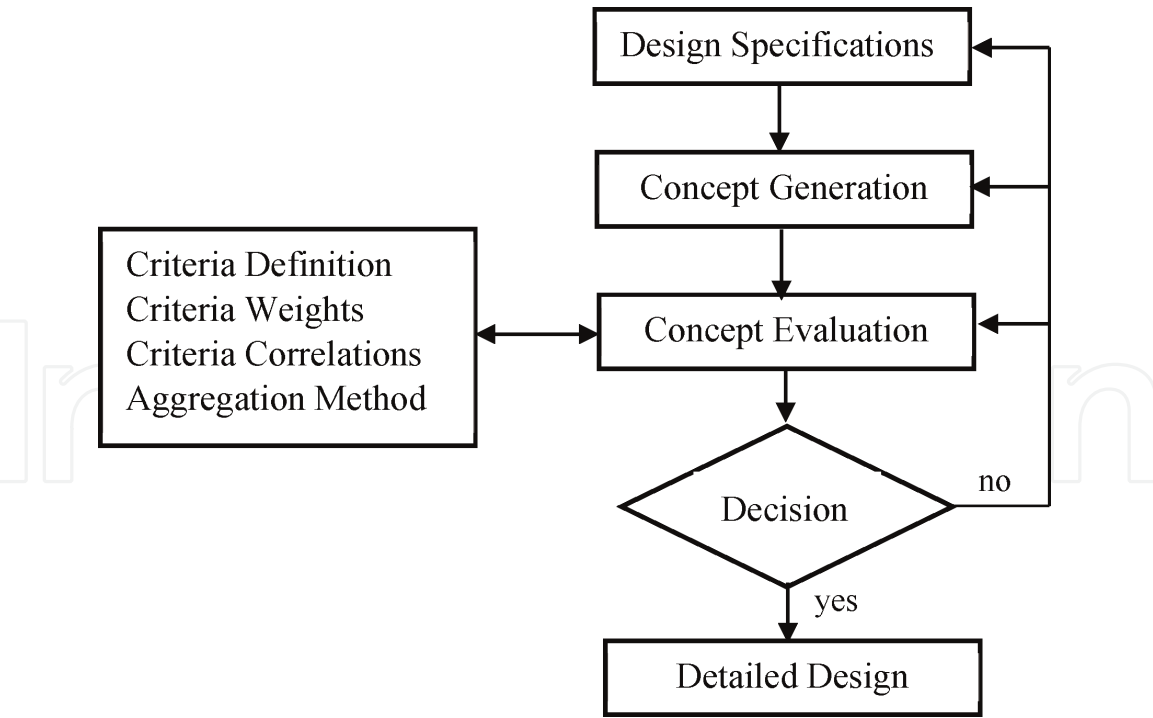 Design Specifications
Concept Generation
Criteria Definition
Criteria Weights
Criteria Correlations
Aggregation Method
Concept Evaluation
Decision
no
yes
Detailed Design